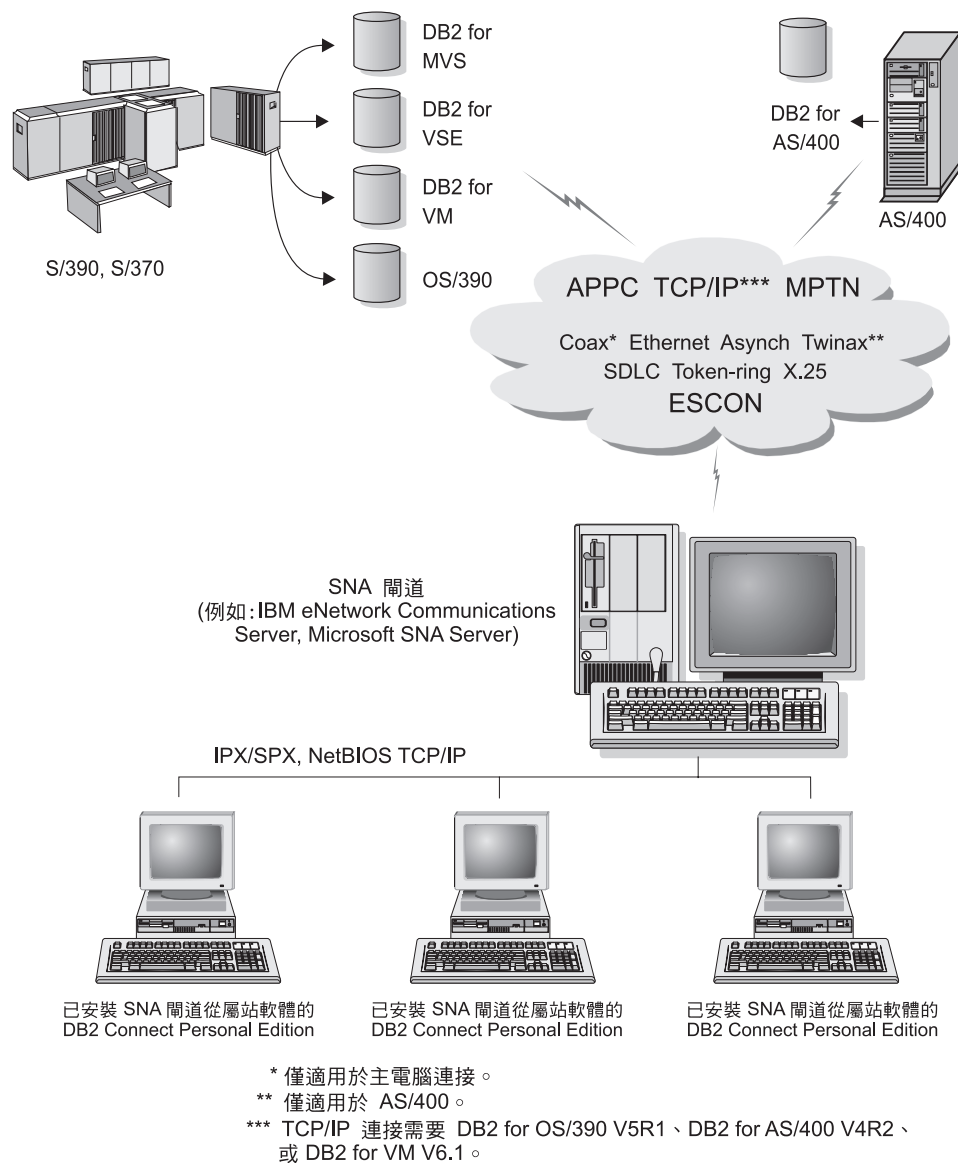 DB2 for
MVS
DB2 for
VSE
DB2 for
VM
OS/390
S/390, S/370
DB2 for
AS/400
AS/400
APPC TCP/IP*** MPTN
Coax* Ethernet Asynch Twinax**
SDLC Token-ring X.25
ESCON
SNA 閘道
(例如:IBM eNetwork Communications
Server, Microsoft SNA Server)
IPX/SPX, NetBIOS TCP/IP
已安裝 SNA 閘道從屬站軟體的
DB2 Connect Personal Edition
已安裝 SNA 閘道從屬站軟體的
DB2 Connect Personal Edition
已安裝 SNA 閘道從屬站軟體的
DB2 Connect Personal Edition
* 僅適用於主電腦連接。
** 僅適用於 AS/400。
*** TCP/IP 連接需要 DB2 for OS/390 V5R1、DB2 for AS/400 V4R2、
或 DB2 for VM V6.1。